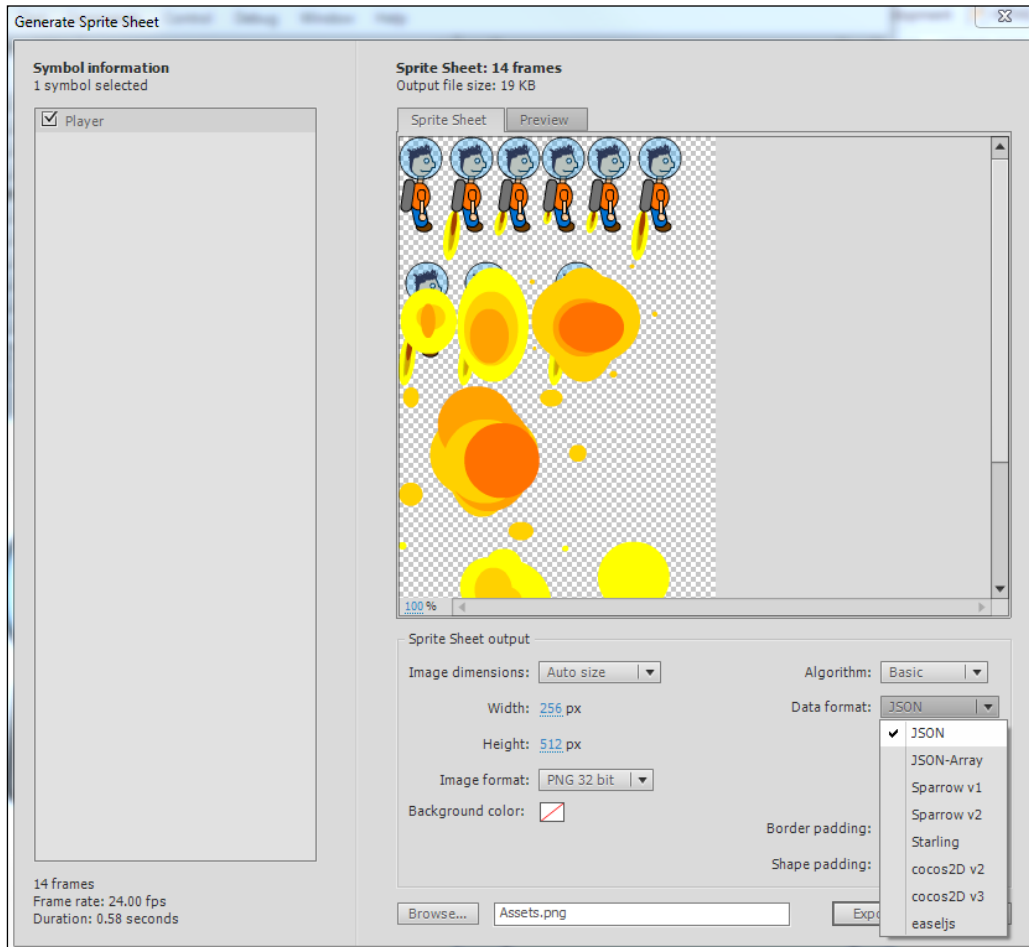 Control Debug Window Help
Generate Sprite Sheet
Symbol information
1 symbol selected
Player
14 frames
Frame rate: 24.00 fps
Duration: 0.58 seconds
Sprite Sheet: 14 frames
Output file size: 19 KB
Sprite Sheet Preview
100 %
Sprite Sheet output
Image dimensions: Auto size
Width: 256 px
Height: 512 px
Image format: PNG 32 bit
Background color:
Algorithm: Basic
Data format: JSON
JSON
JSON-Array
Sparrow v1
Sparrow v2
Starling
cocos2D v2
cocos2D v3
easeljs
Border padding:
Shape padding:
Browse... Assets.png